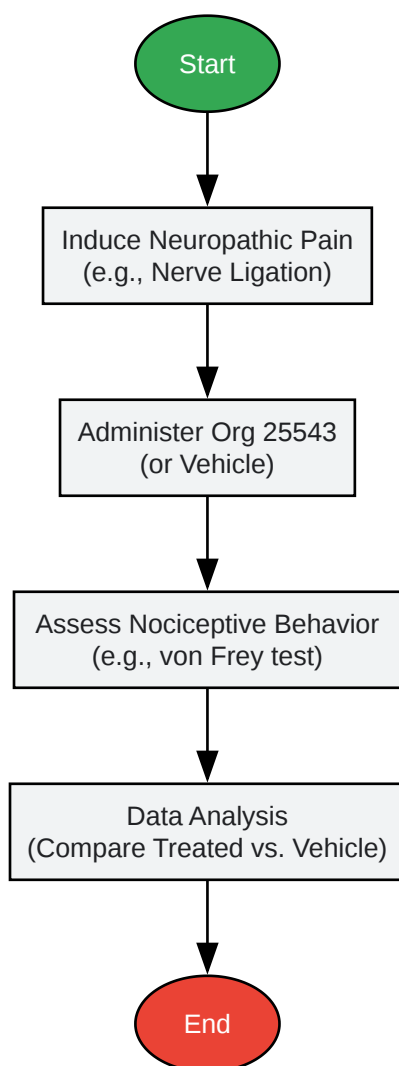 Start
Induce Neuropathic Pain
(e.g., Nerve Ligation)
Administer Org 25543
(or Vehicle)
Assess Nociceptive Behavior
(e.g., von Frey test)
Data Analysis
(Compare Treated vs. Vehicle)
End